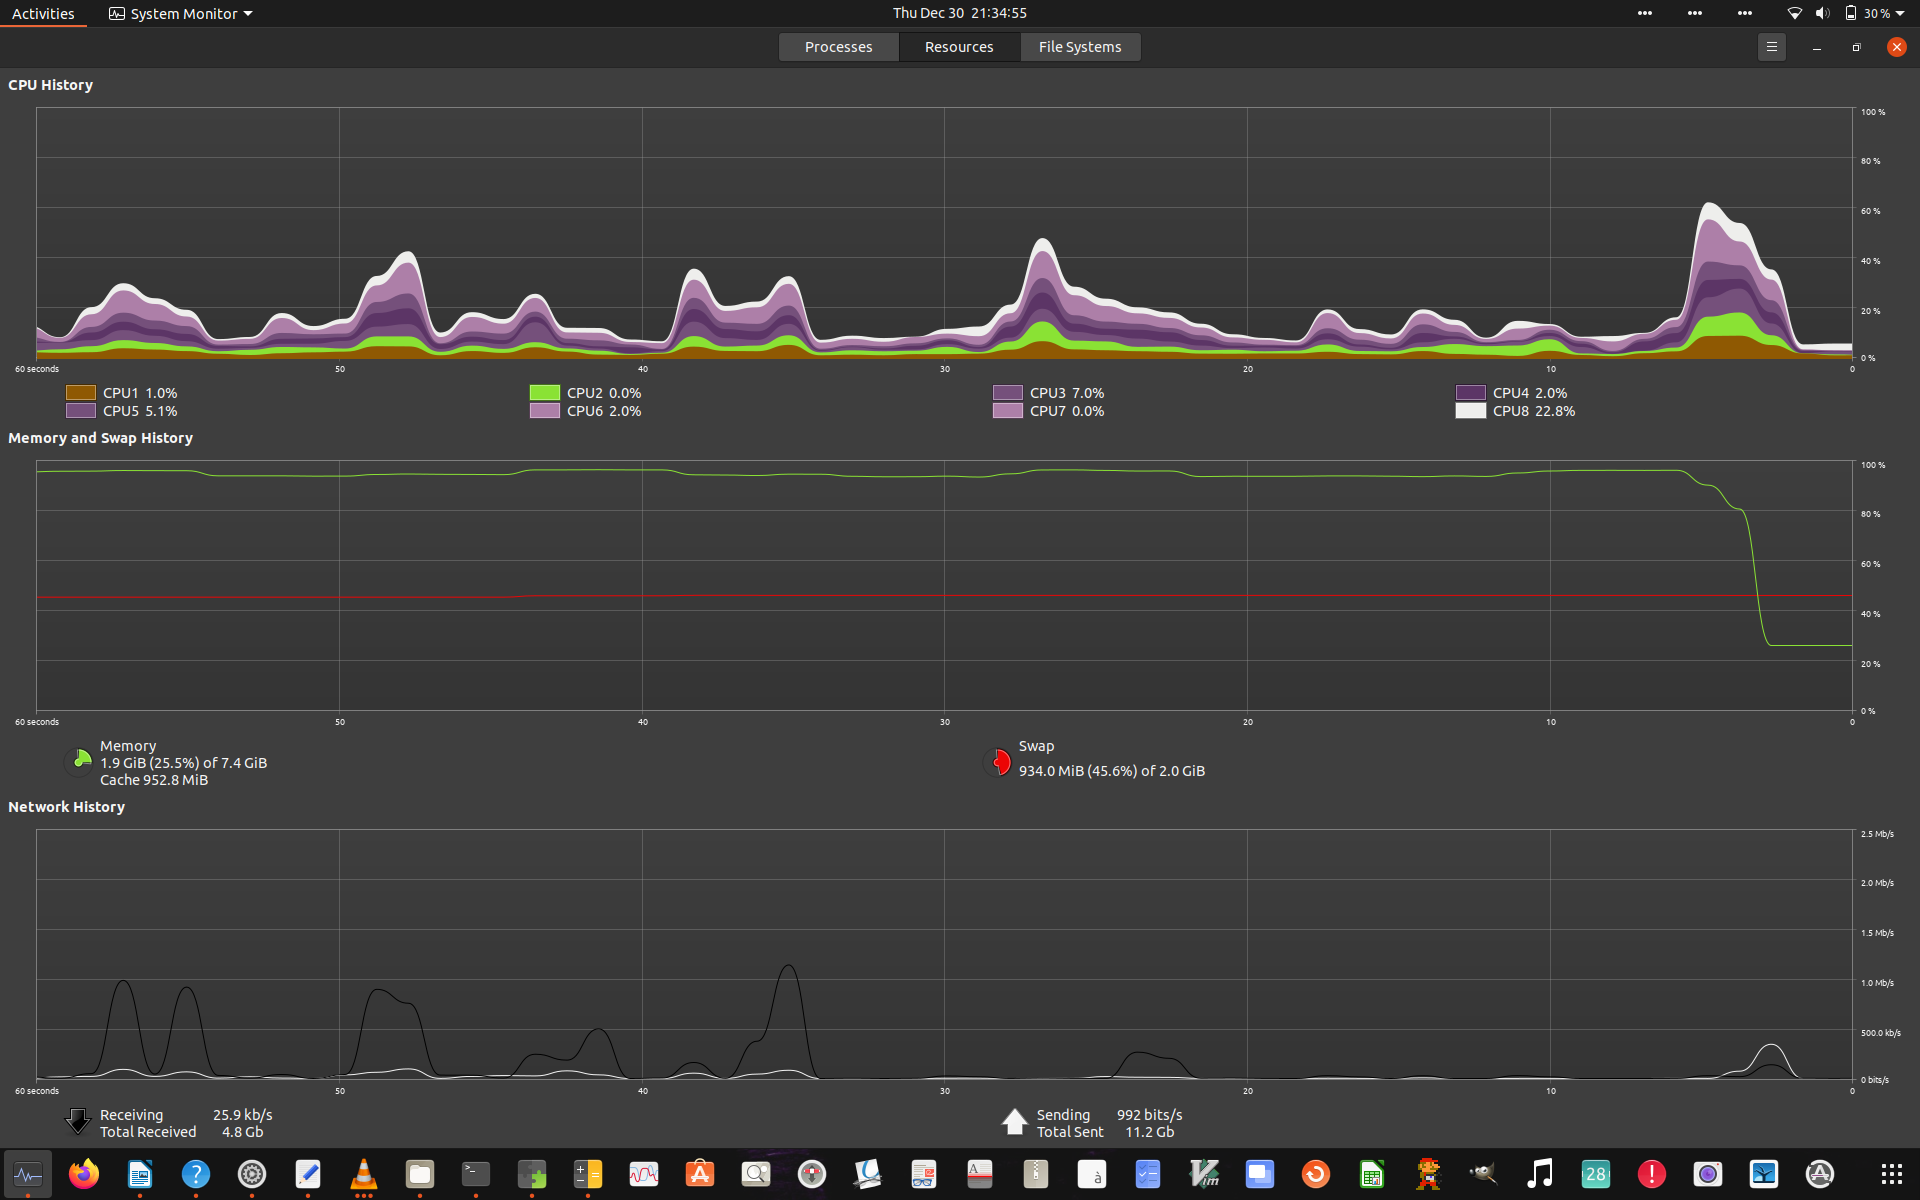 Activities System Monitor Thu Dec 30 21:34:55 30 %
Processes Resources File Systems
CPU History
100 %
80 %
60 %
40 %
20 %
0 %
60 seconds 50 40 30 20 10 0
CPU1 1.0% CPU2 0.0% CPU3 7.0% CPU4 2.0%
CPU5 5.1% CPU6 2.0% CPU7 0.0% CPU8 22.8%
Memory and Swap History
100 %
80 %
60 %
40 %
20 %
0 %
60 seconds 50 40 30 20 10 0
Memory
1.9 GiB (25.5%) of 7.4 GiB
Cache 952.8 MiB
Swap
934.0 MiB (45.6%) of 2.0 GiB
Network History
2.5 Mb/s
2.0 Mb/s
1.5 Mb/s
1.0 Mb/s
500.0 kb/s
0 bits/s
60 seconds 50 40 30 20 10 0
Receiving 25.9 kb/s
Total Received 4.8 Gb
Sending 992 bits/s
Total Sent 11.2 Gb
28